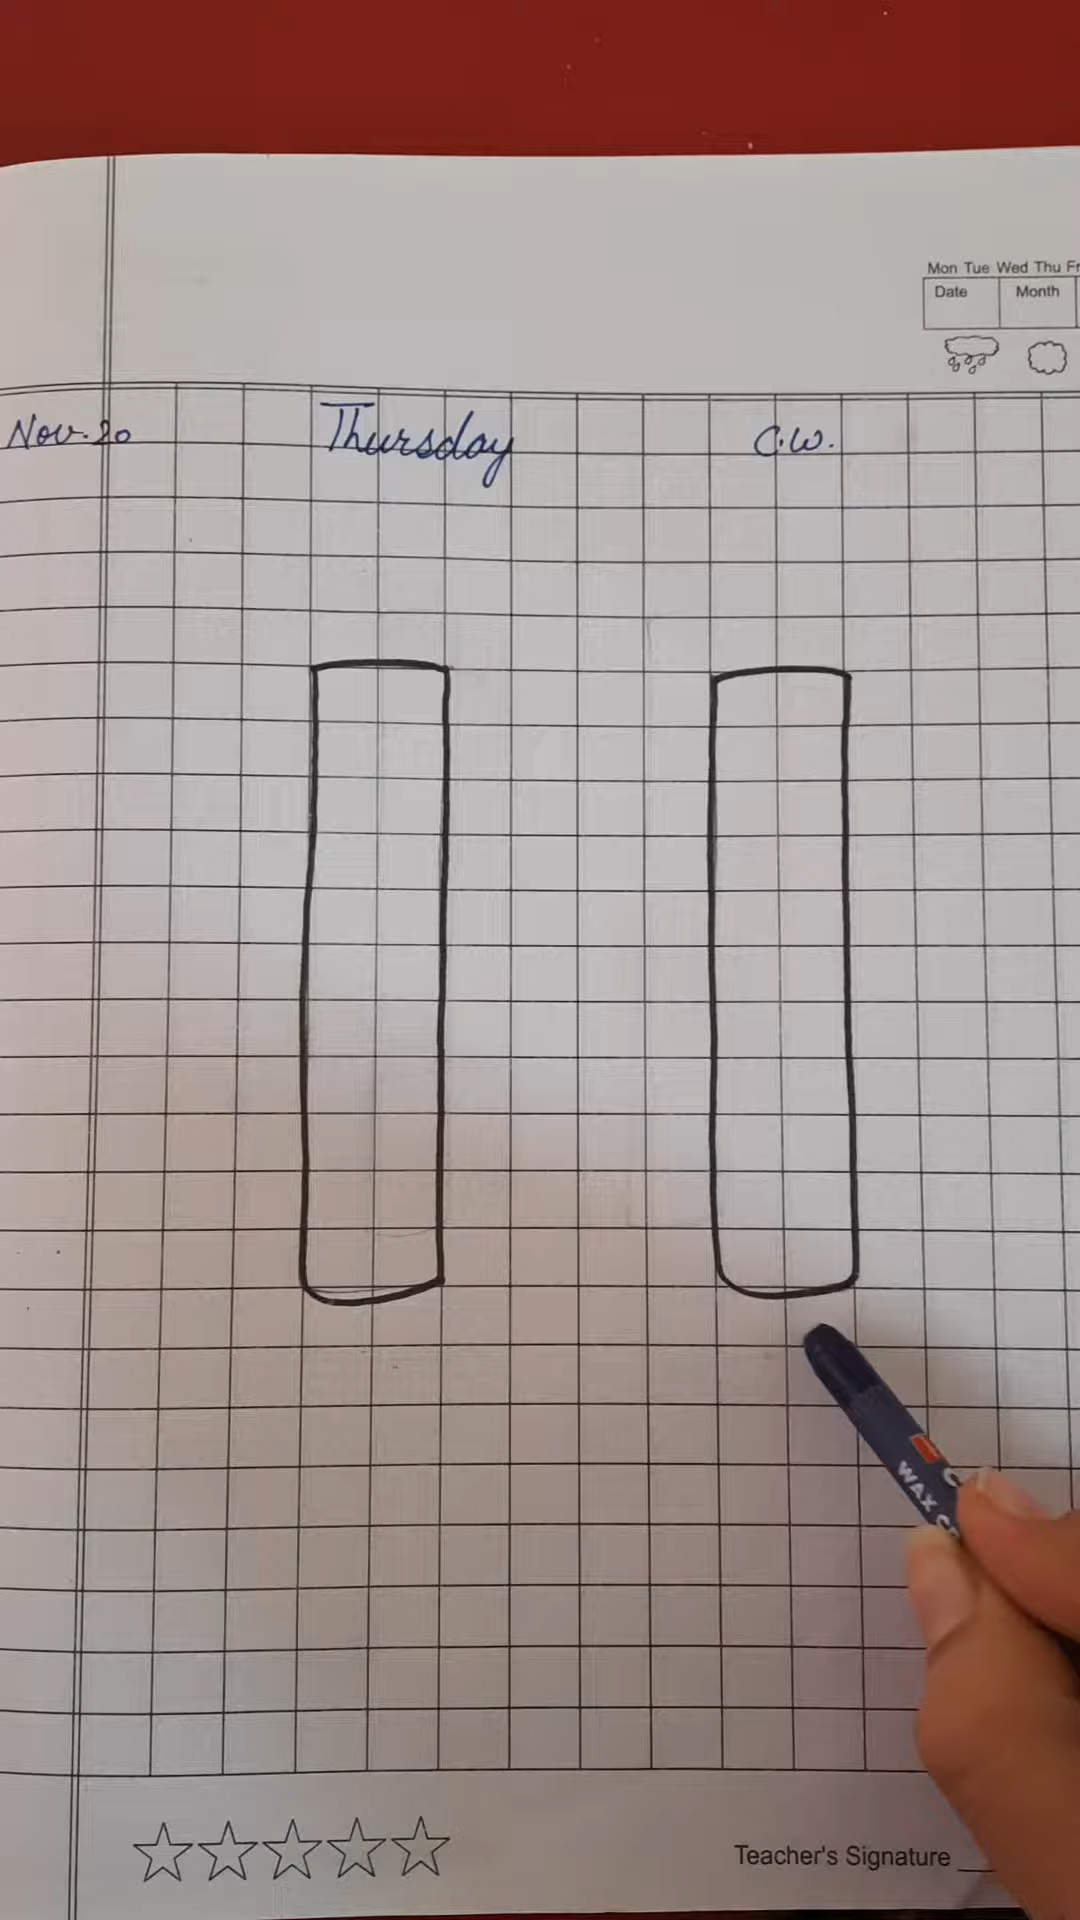 Mon Tue Wed Thu Fr
Date Month
Nov. 20 Thursday C.W.
WAX
Teacher's Signature